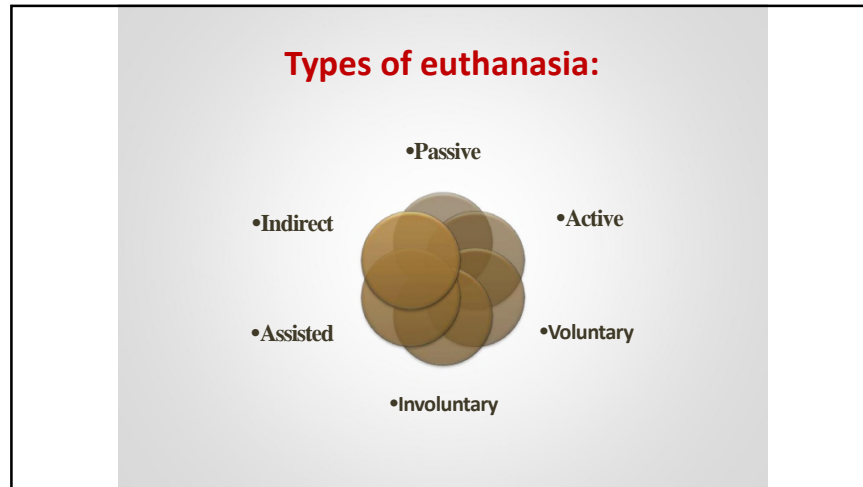 Types of euthanasia:
•Passive
•Active
•Voluntary
•Involuntary
•Assisted
•Indirect